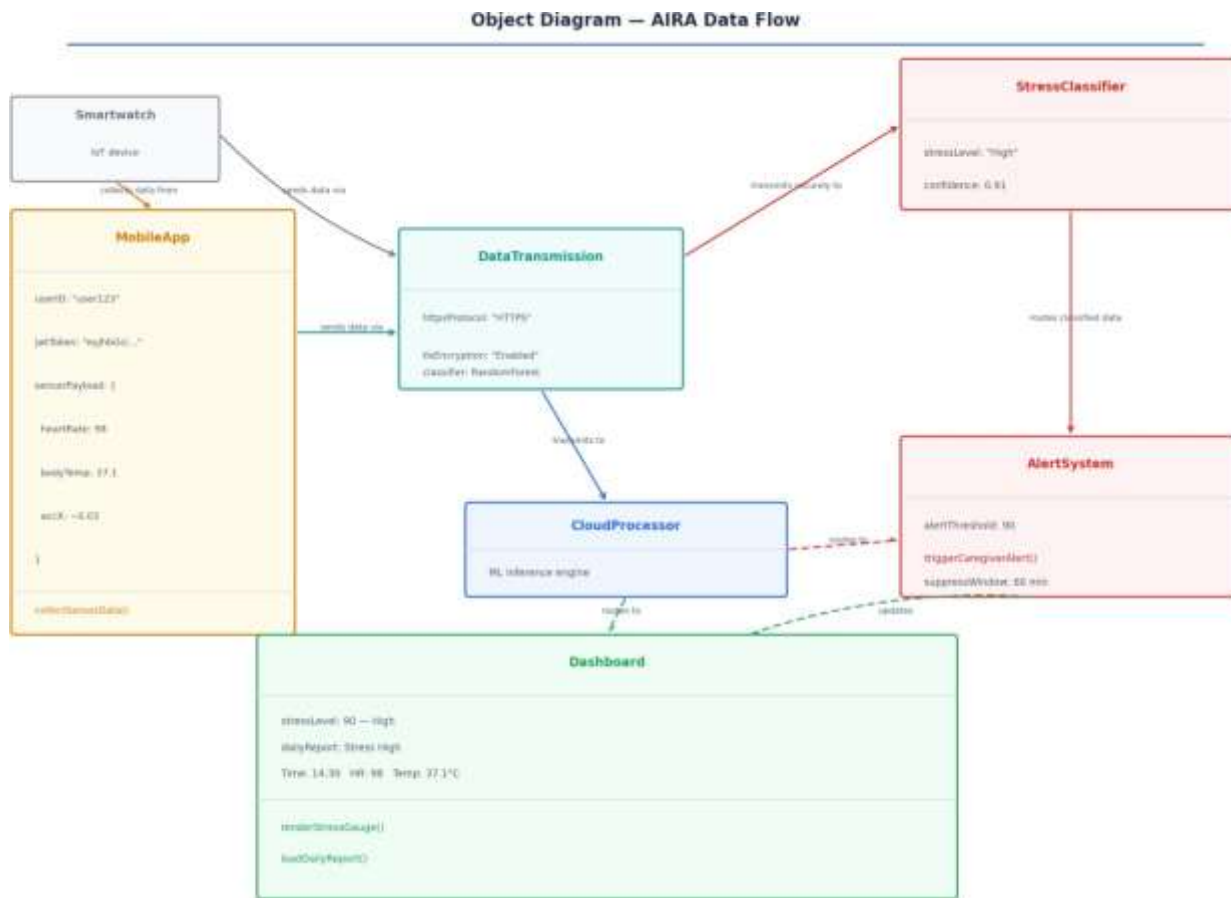 Object Diagram — AIRA Data Flow
Smartwatch
IoT device
collects data from
sends data via
MobileApp
userID: "user123"
sensorPayload: {
heartRate: 98
bodyTemp: 37.1
accX: −0.03
}
collectSensorData()
sends data via
DataTransmission
"HTTPS"
tlsEncryption: "Enabled"
classifier: RandomForest
transmits securely to
StressClassifier
stressLevel: "High"
confidence: 0.91
routes classified data
transmits to
CloudProcessor
ML inference engine
routes to
routes to
AlertSystem
alertThreshold: 90
triggerCaregiverAlert()
suppressWindow: 60 min
updates
Dashboard
stressLevel: 90 — High
dailyReport: Stress High
Time: 14:30 HR: 98 Temp: 37.1°C
renderStressGauge()
loadDailyReport()